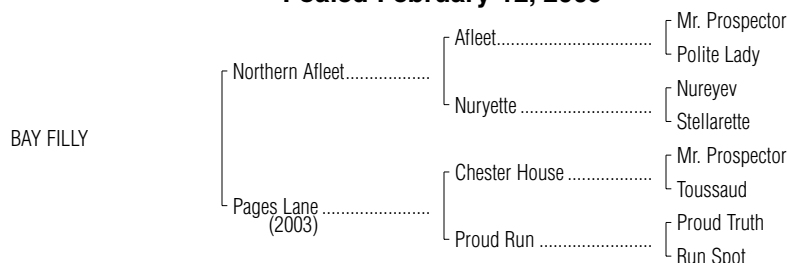 Mr. Prospector
Afleet
Polite Lady
Northern Afleet
Nureyev
Nuryette
Stellarette
BAY FILLY
Mr. Prospector
Chester House
Toussaud
Pages Lane
(2003)
Proud Truth
Proud Run
Run Spot